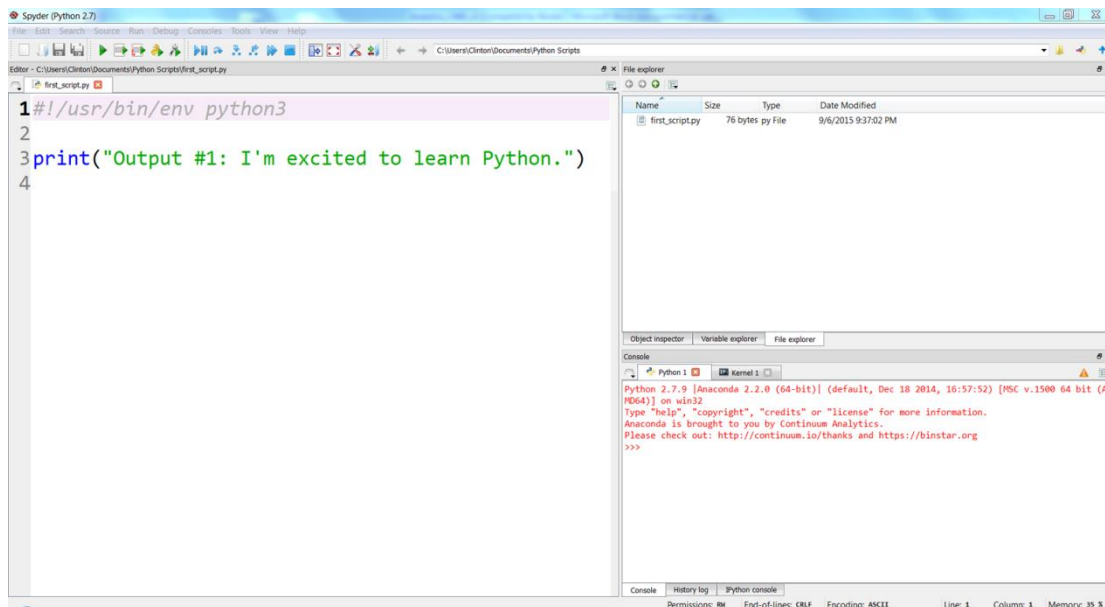 Spyder (Python 2.7)
File Edit Search Source Run Debug Consoles Tools View Help
C:\Users\Clinton\Documents\Python Scripts
Editor - C:\Users\Clinton\Documents\Python Scripts\first_script.py
first_script.py
1 #!/usr/bin/env python3
2
3 print("Output #1: I'm excited to learn Python.")
4
File explorer
Name Size Type Date Modified
first_script.py 76 bytes py File 9/6/2015 9:37:02 PM
Object inspector Variable explorer File explorer
Console
Python 1 Kernel 1
Python 2.7.9 |Anaconda 2.2.0 (64-bit)| (default, Dec 18 2014, 16:57:52) [MSC v.1500 64 bit (A
MD64)] on win32
Type "help", "copyright", "credits" or "license" for more information.
Anaconda is brought to you by Continuum Analytics.
Please check out: http://continuum.io/thanks and https://binstar.org
>>>
Console History log IPython console
Permissions: RW End-of-lines: CRLF Encoding: ASCII Line: 1 Column: 1 Memory: 35 %